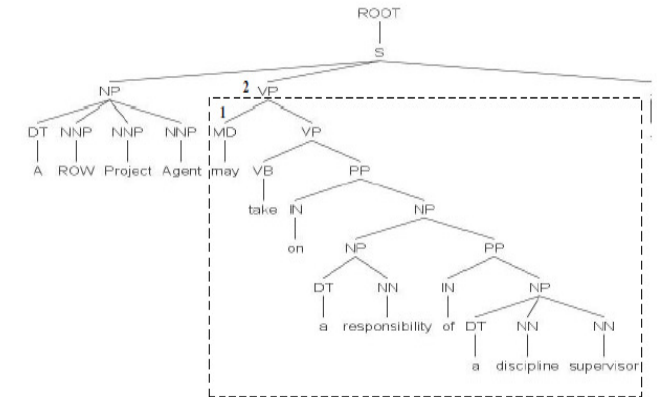 ROOT
S
NP 2 VP
1
DT NNP NNP NNP MD VP
A ROW Project Agent may VB PP
take IN NP
on NP PP
DT NN IN NP
a responsibility of DT NN NN
a discipline supervisor